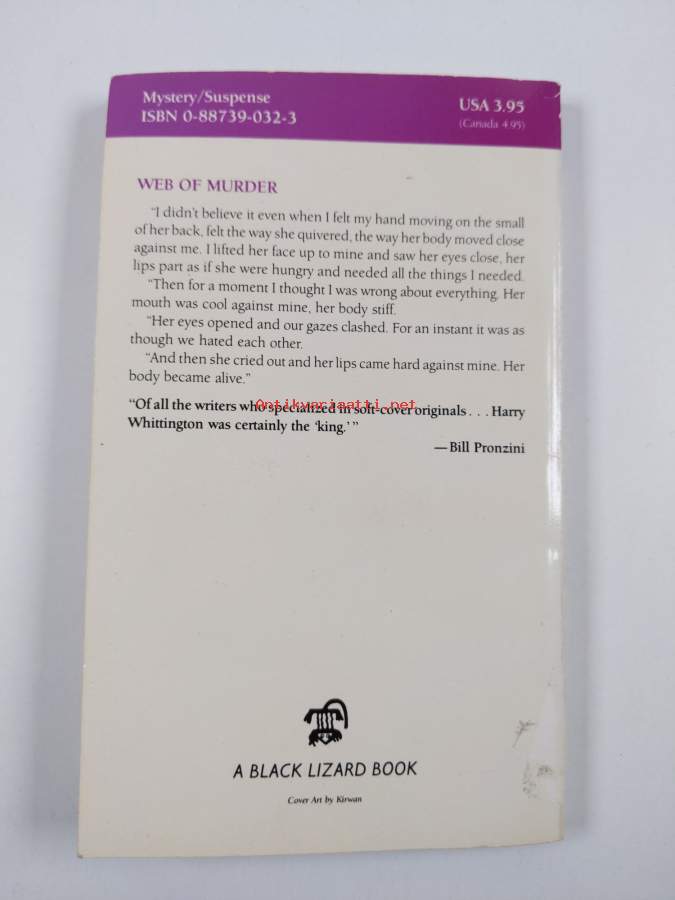 Mystery/Suspense
ISBN 0-88739-032-3
USA 3.95
(Canada 4.95)
WEB OF MURDER
"I didn't believe it even when I felt my hand moving on the small
of her back, felt the way she quivered, the way her body moved close
against me. I lifted her face up to mine and saw her eyes close, her
lips part as if she were hungry and needed all the things I needed.
"Then for a moment I thought I was wrong about everything. Her
mouth was cool against mine, her body stiff.
"Her eyes opened and our gazes clashed. For an instant it was as
though we hated each other.
"And then she cried out and her lips came hard against mine. Her
body became alive."
"Of all the writers who specialized in soft-cover originals . . . Harry
Whittington was certainly the 'king.'"
Antikvariaatti.net
—Bill Pronzini
A BLACK LIZARD BOOK
Cover Art by Kirwan